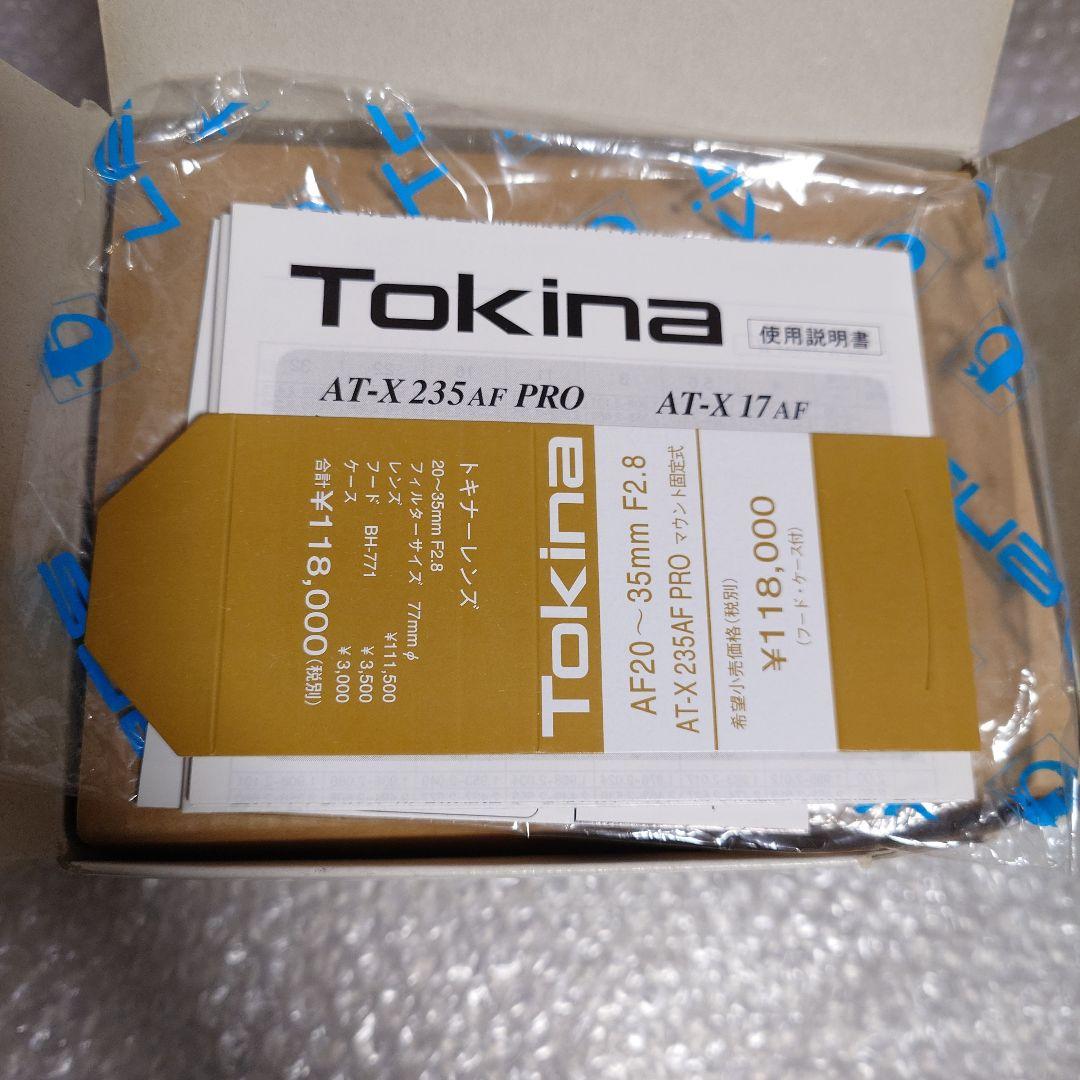 Tokina
使用説明書
AT-X 235 AF PRO
AT-X 17 AF
トキナーレンズ
20～35mm F2.8
フィルターサイズ 77mmφ
レンズ ¥111,500
フード BH-771 ¥3,500
ケース ¥3,000
合計 ¥118,000(税別)
Tokina
AF20～35mm F2.8
AT-X 235AF PRO マウント固定式
希望小売価格(税別)
¥118,000
(フード・ケース付)